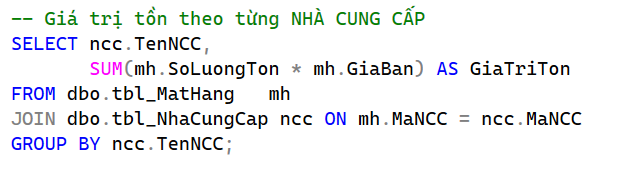 -- Giá trị tồn theo từng NHÀ CUNG CẤP
SELECT ncc.TenNCC,
       SUM(mh.SoLuongTon * mh.GiaBan) AS GiaTriTon
FROM dbo.tbl_MatHang   mh
JOIN dbo.tbl_NhaCungCap ncc ON mh.MaNCC = ncc.MaNCC
GROUP BY ncc.TenNCC;